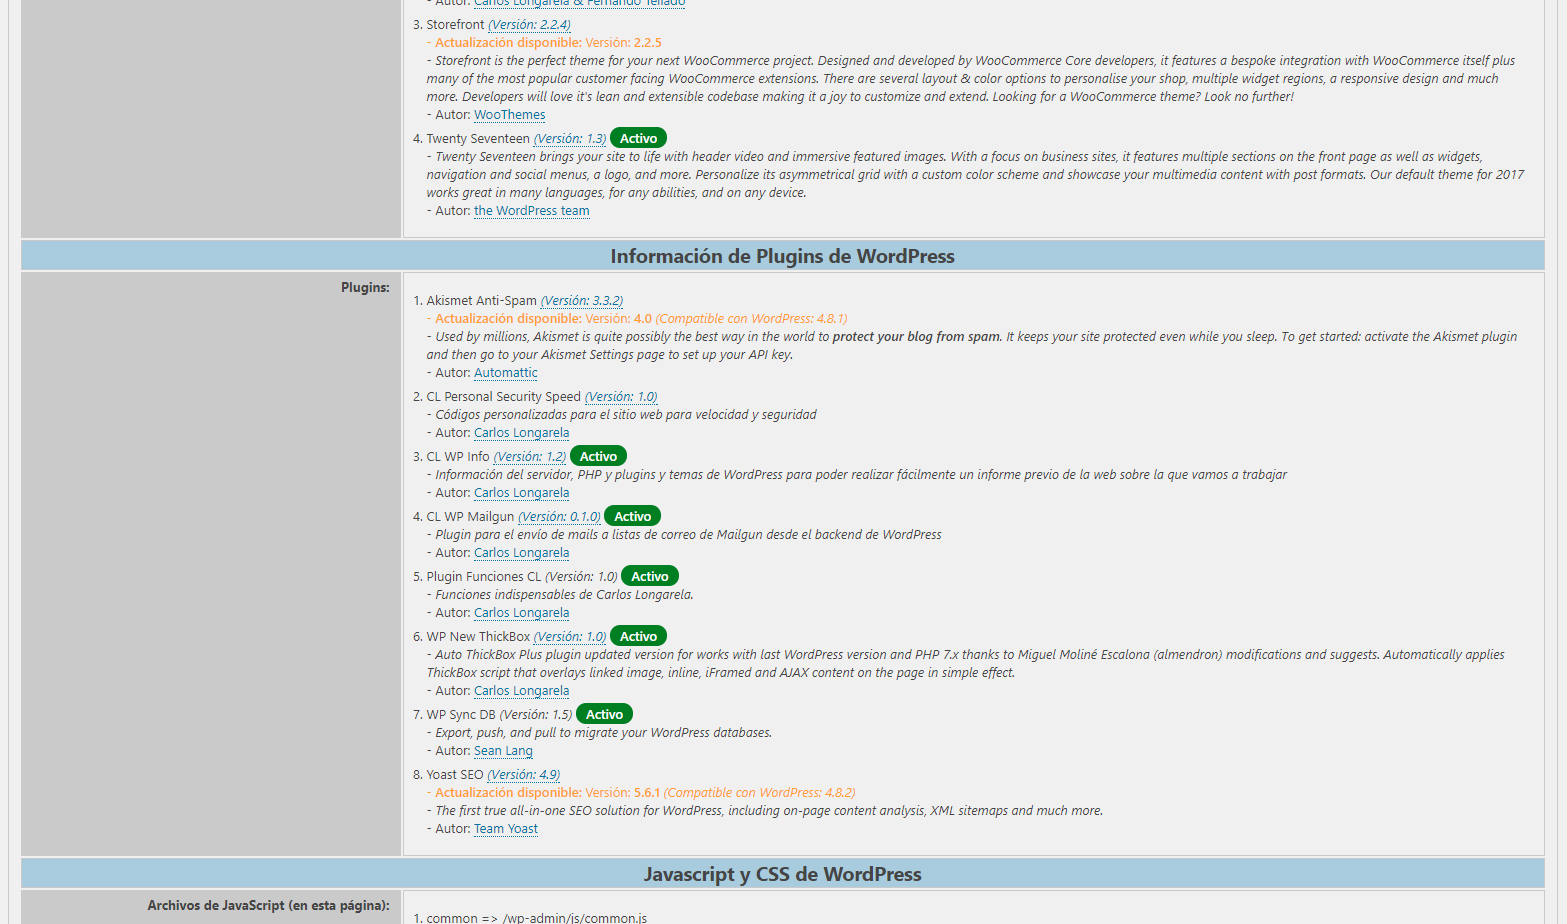 - Autor: Carlos Longarela & Fernando Tellado
3. Storefront (Versión: 2.2.4)
- Actualización disponible: Versión: 2.2.5
- Storefront is the perfect theme for your next WooCommerce project. Designed and developed by WooCommerce Core developers, it features a bespoke integration with WooCommerce itself plus
many of the most popular customer facing WooCommerce extensions. There are several layout & color options to personalise your shop, multiple widget regions, a responsive design and much
more. Developers will love it's lean and extensible codebase making it a joy to customize and extend. Looking for a WooCommerce theme? Look no further!
- Autor: WooThemes
4. Twenty Seventeen (Versión: 1.3) Activo
- Twenty Seventeen brings your site to life with header video and immersive featured images. With a focus on business sites, it features multiple sections on the front page as well as widgets,
navigation and social menus, a logo, and more. Personalize its asymmetrical grid with a custom color scheme and showcase your multimedia content with post formats. Our default theme for 2017
works great in many languages, for any abilities, and on any device.
- Autor: the WordPress team
Información de Plugins de WordPress
Plugins:
1. Akismet Anti-Spam (Versión: 3.3.2)
- Actualización disponible: Versión: 4.0 (Compatible con WordPress: 4.8.1)
- Used by millions, Akismet is quite possibly the best way in the world to protect your blog from spam. It keeps your site protected even while you sleep. To get started: activate the Akismet plugin
and then go to your Akismet Settings page to set up your API key.
- Autor: Automattic
2. CL Personal Security Speed (Versión: 1.0)
- Códigos personalizadas para el sitio web para velocidad y seguridad
- Autor: Carlos Longarela
3. CL WP Info (Versión: 1.2) Activo
- Información del servidor, PHP y plugins y temas de WordPress para poder realizar fácilmente un informe previo de la web sobre la que vamos a trabajar
- Autor: Carlos Longarela
4. CL WP Mailgun (Versión: 0.1.0) Activo
- Plugin para el envío de mails a listas de correo de Mailgun desde el backend de WordPress
- Autor: Carlos Longarela
5. Plugin Funciones CL (Versión: 1.0) Activo
- Funciones indispensables de Carlos Longarela.
- Autor: Carlos Longarela
6. WP New ThickBox (Versión: 1.0) Activo
- Auto ThickBox Plus plugin updated version for works with last WordPress version and PHP 7.x thanks to Miguel Moliné Escalona (almendron) modifications and suggests. Automatically applies
ThickBox script that overlays linked image, inline, iFramed and AJAX content on the page in simple effect.
- Autor: Carlos Longarela
7. WP Sync DB (Versión: 1.5) Activo
- Export, push, and pull to migrate your WordPress databases.
- Autor: Sean Lang
8. Yoast SEO (Versión: 4.9)
- Actualización disponible: Versión: 5.6.1 (Compatible con WordPress: 4.8.2)
- The first true all-in-one SEO solution for WordPress, including on-page content analysis, XML sitemaps and much more.
- Autor: Team Yoast
Javascript y CSS de WordPress
Archivos de JavaScript (en esta página):
1. common => /wp-admin/js/common.js